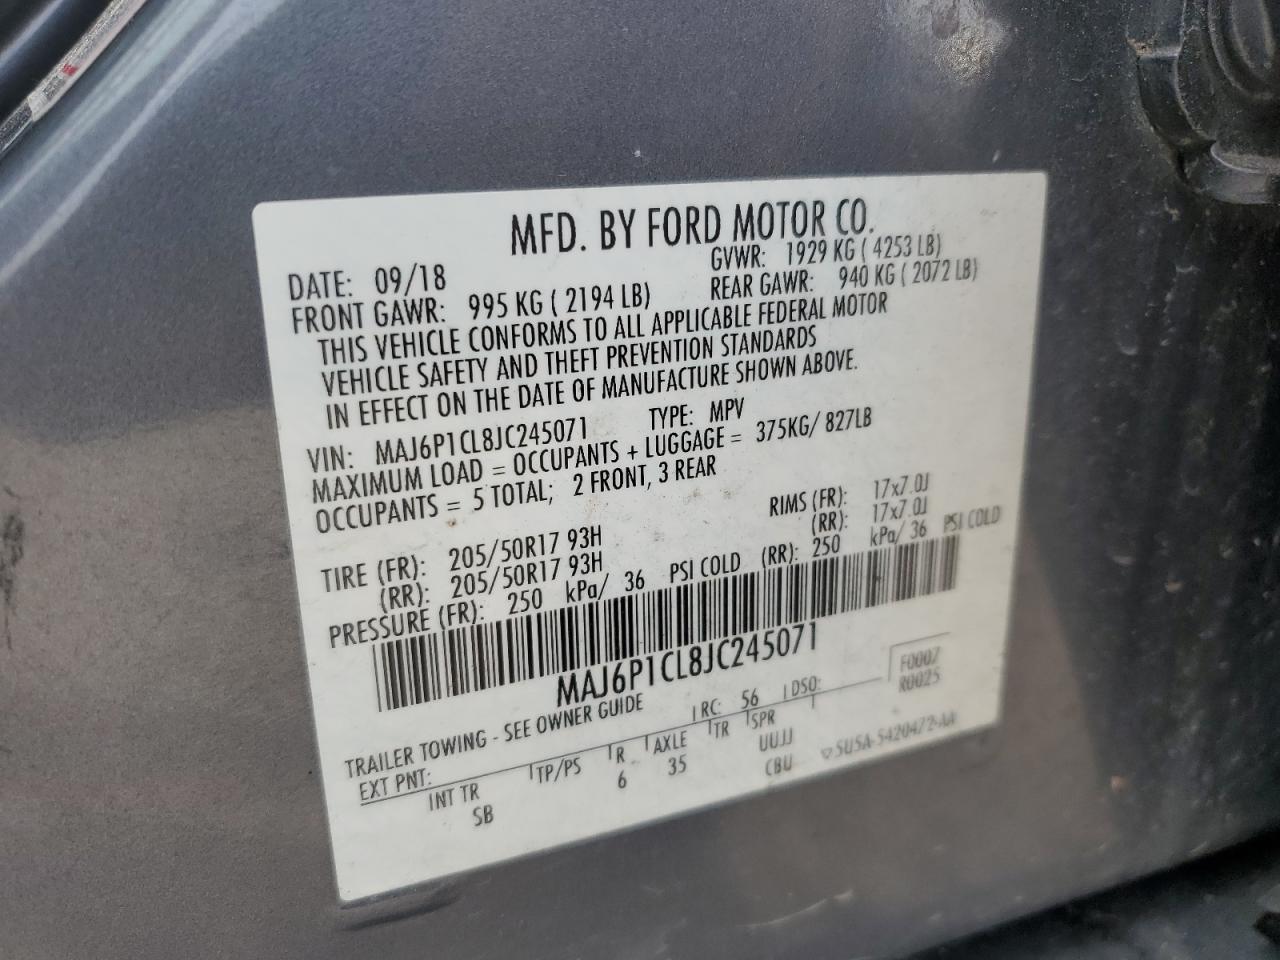 MFD. BY FORD MOTOR CO.
DATE: 09/18 GVWR: 1929 KG ( 4253 LB)
FRONT GAWR: 995 KG ( 2194 LB) REAR GAWR: 940 KG ( 2072 LB)
THIS VEHICLE CONFORMS TO ALL APPLICABLE FEDERAL MOTOR
VEHICLE SAFETY AND THEFT PREVENTION STANDARDS
IN EFFECT ON THE DATE OF MANUFACTURE SHOWN ABOVE.
VIN: MAJ6P1CL8JC245071 TYPE: MPV
MAXIMUM LOAD = OCCUPANTS + LUGGAGE = 375KG/ 827LB
OCCUPANTS = 5 TOTAL; 2 FRONT, 3 REAR
TIRE (FR): 205/50R17 93H RIMS (FR): 17x7.0J
(RR): 205/50R17 93H (RR): 17x7.0J
PRESSURE (FR): 250 kPa/ 36 PSI COLD (RR): 250 kPa/ 36 PSI COLD
MAJ6P1CL8JC245071
TRAILER TOWING - SEE OWNER GUIDE
F0007
R0025
EXT PNT: RC: 56 DSO:
INT TR TP/PS R AXLE TR SPR
SB 6 35 UUJJ
CBU
5U5A-5420472-AA